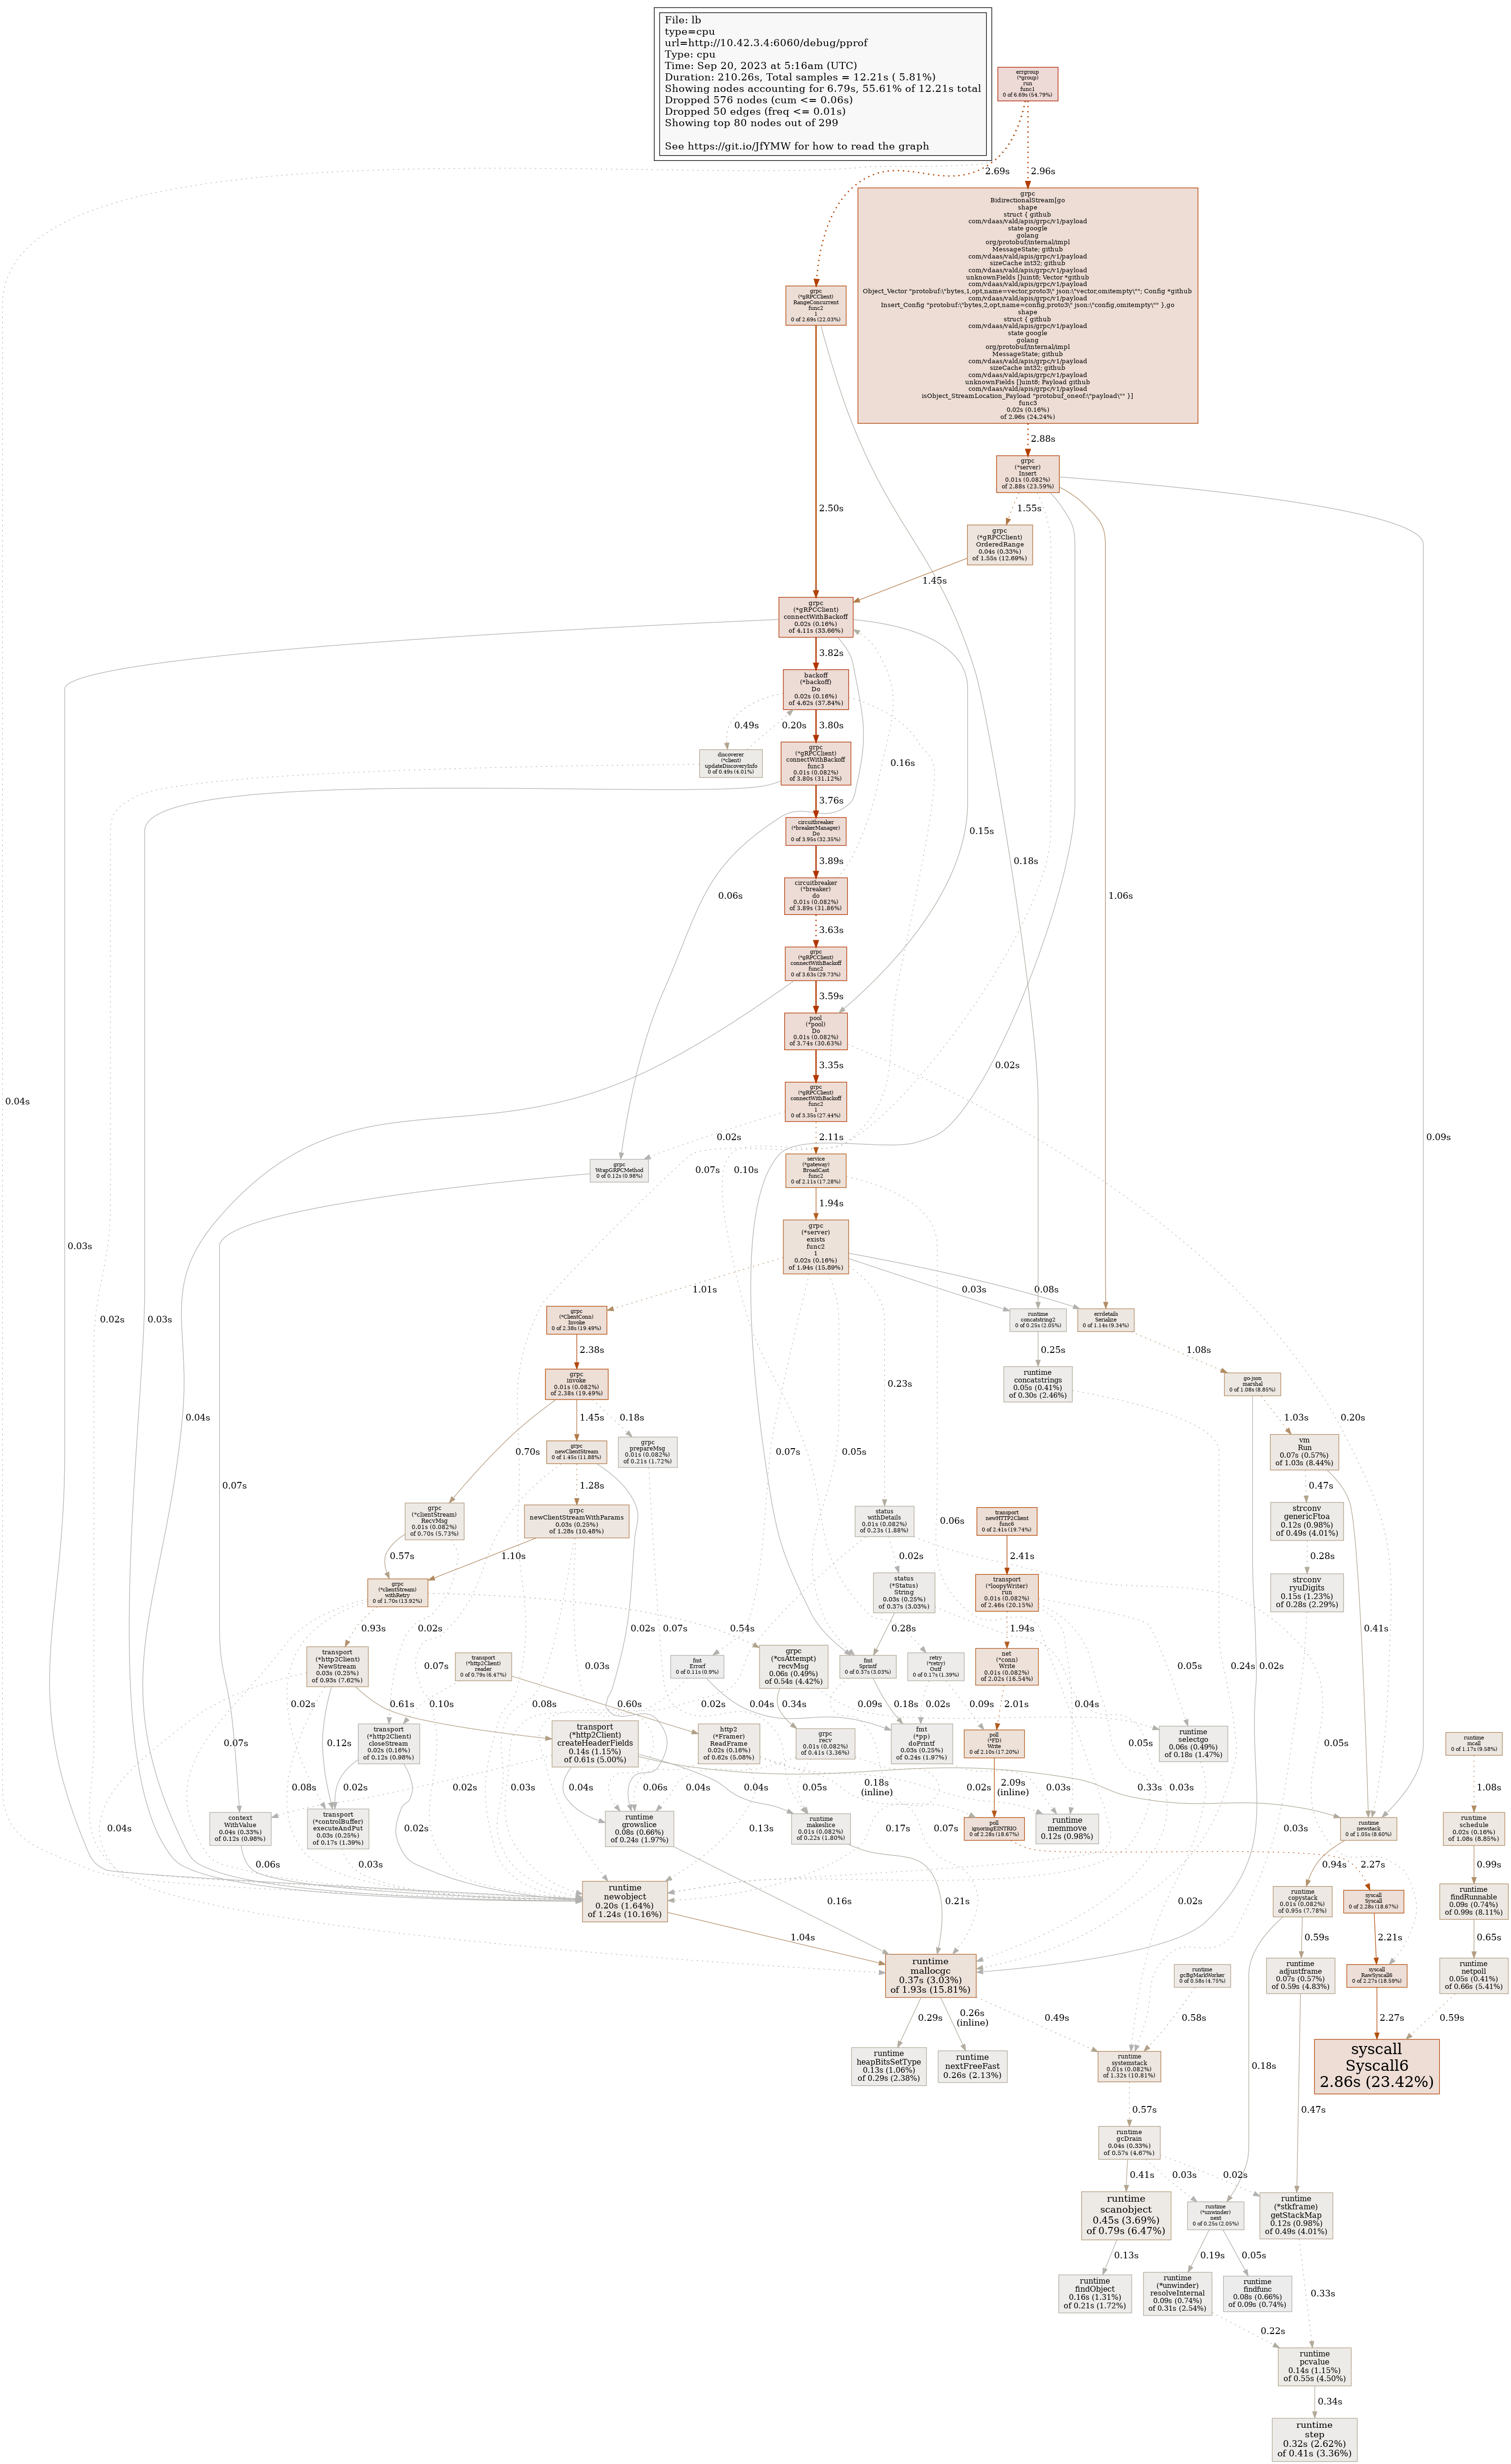 File: lb
type=cpu
url=http://10.42.3.4:6060/debug/pprof
Type: cpu
Time: Sep 20, 2023 at 5:16am (UTC)
Duration: 210.26s, Total samples = 12.21s ( 5.81%)
Showing nodes accounting for 6.79s, 55.61% of 12.21s total
Dropped 576 nodes (cum <= 0.06s)
Dropped 50 edges (freq <= 0.01s)
Showing top 80 nodes out of 299
See https://git.io/JfYMW for how to read the graph
errgroup
(*group)
run
func1
0 of 6.69s (54.79%)
2.69s
2.96s
grpc
BidirectionalStream[go
shape
struct { github
com/vdaas/vald/apis/grpc/v1/payload
state google
golang
org/protobuf/internal/impl
MessageState; github
com/vdaas/vald/apis/grpc/v1/payload
sizeCache int32; github
com/vdaas/vald/apis/grpc/v1/payload
unknownFields []uint8; Vector *github
com/vdaas/vald/apis/grpc/v1/payload
Object_Vector "protobuf:\"bytes,1,opt,name=vector,proto3\" json:\"vector,omitempty\""; Config *github
com/vdaas/vald/apis/grpc/v1/payload
Insert_Config "protobuf:\"bytes,2,opt,name=config,proto3\" json:\"config,omitempty\"" },go
shape
struct { github
com/vdaas/vald/apis/grpc/v1/payload
state google
golang
org/protobuf/internal/impl
MessageState; github
com/vdaas/vald/apis/grpc/v1/payload
sizeCache int32; github
com/vdaas/vald/apis/grpc/v1/payload
unknownFields []uint8; Payload github
com/vdaas/vald/apis/grpc/v1/payload
isObject_StreamLocation_Payload "protobuf_oneof:\"payload\"" }]
func3
0.02s (0.16%)
of 2.96s (24.24%)
grpc
(*gRPCClient)
RangeConcurrent
func2
1
0 of 2.69s (22.03%)
2.88s
grpc
(*server)
Insert
0.01s (0.082%)
of 2.88s (23.59%)
2.50s
1.55s
grpc
(*gRPCClient)
OrderedRange
0.04s (0.33%)
of 1.55s (12.69%)
1.45s
grpc
(*gRPCClient)
connectWithBackoff
0.02s (0.16%)
of 4.11s (33.66%)
3.82s
backoff
(*backoff)
Do
0.02s (0.16%)
of 4.62s (37.84%)
0.49s
0.20s
3.80s
discoverer
(*client)
updateDiscoveryInfo
0 of 0.49s (4.01%)
grpc
(*gRPCClient)
connectWithBackoff
func3
0.01s (0.082%)
of 3.80s (31.12%)
0.16s
3.76s
circuitbreaker
(*breakerManager)
Do
0 of 3.95s (32.35%)
0.15s
3.89s
0.18s
circuitbreaker
(*breaker)
do
0.01s (0.082%)
of 3.89s (31.86%)
0.06s
1.06s
3.63s
grpc
(*gRPCClient)
connectWithBackoff
func2
0 of 3.63s (29.73%)
3.59s
pool
(*pool)
Do
0.01s (0.082%)
of 3.74s (30.63%)
3.35s
0.02s
0.04s
grpc
(*gRPCClient)
connectWithBackoff
func2
1
0 of 3.35s (27.44%)
0.02s
2.11s
0.09s
grpc
WrapGRPCMethod
0 of 0.12s (0.98%)
0.07s
0.10s
service
(*gateway)
BroadCast
func2
0 of 2.11s (17.28%)
1.94s
grpc
(*server)
exists
func2
1
0.02s (0.16%)
of 1.94s (15.89%)
0.03s
0.20s
1.01s
0.03s
0.08s
grpc
(*ClientConn)
Invoke
0 of 2.38s (19.49%)
runtime
concatstring2
0 of 0.25s (2.05%)
errdetails
Serialize
0 of 1.14s (9.34%)
0.02s
0.03s
2.38s
0.25s
1.08s
grpc
invoke
0.01s (0.082%)
of 2.38s (19.49%)
0.23s
runtime
concatstrings
0.05s (0.41%)
of 0.30s (2.46%)
go-json
marshal
0 of 1.08s (8.85%)
0.04s
1.45s
0.18s
1.03s
grpc
newClientStream
0 of 1.45s (11.88%)
grpc
prepareMsg
0.01s (0.082%)
of 0.21s (1.72%)
0.70s
0.07s
0.05s
vm
Run
0.07s (0.57%)
of 1.03s (8.44%)
0.07s
1.28s
0.47s
grpc
(*clientStream)
RecvMsg
0.01s (0.082%)
of 0.70s (5.73%)
grpc
newClientStreamWithParams
0.03s (0.25%)
of 1.28s (10.48%)
status
withDetails
0.01s (0.082%)
of 0.23s (1.88%)
0.06s
transport
newHTTP2Client
func6
0 of 2.41s (19.74%)
strconv
genericFtoa
0.12s (0.98%)
of 0.49s (4.01%)
0.57s
1.10s
0.02s
2.41s
0.28s
0.41s
grpc
(*clientStream)
withRetry
0 of 1.70s (13.92%)
status
(*Status)
String
0.03s (0.25%)
of 0.37s (3.03%)
transport
(*loopyWriter)
run
0.01s (0.082%)
of 2.46s (20.15%)
strconv
ryuDigits
0.15s (1.23%)
of 0.28s (2.29%)
0.93s
0.02s
0.54s
0.02s
0.07s
0.28s
1.94s
transport
(*http2Client)
NewStream
0.03s (0.25%)
of 0.93s (7.62%)
transport
(*http2Client)
reader
0 of 0.79s (6.47%)
0.07s
0.03s
fmt
Errorf
0 of 0.11s (0.9%)
grpc
(*csAttempt)
recvMsg
0.06s (0.49%)
of 0.54s (4.42%)
fmt
Sprintf
0 of 0.37s (3.03%)
retry
(*retry)
Outf
0 of 0.17s (1.39%)
net
(*conn)
Write
0.01s (0.082%)
of 2.02s (16.54%)
0.05s
0.24s
0.02s
0.02s
0.61s
0.10s
0.08s
0.60s
0.02s
0.04s
0.34s
0.09s
0.18s
0.02s
0.09s
2.01s
0.04s
0.12s
transport
(*http2Client)
closeStream
0.02s (0.16%)
of 0.12s (0.98%)
transport
(*http2Client)
createHeaderFields
0.14s (1.15%)
of 0.61s (5.00%)
http2
(*Framer)
ReadFrame
0.02s (0.16%)
of 0.62s (5.08%)
grpc
recv
0.01s (0.082%)
of 0.41s (3.36%)
fmt
(*pp)
doPrintf
0.03s (0.25%)
of 0.24s (1.97%)
poll
(*FD)
Write
0 of 2.10s (17.20%)
0.05s
runtime
selectgo
0.06s (0.49%)
of 0.18s (1.47%)
0.05s
runtime
mcall
0 of 1.17s (9.58%)
0.07s
0.08s
0.02s
0.02s
0.03s
0.04s
0.06s
0.04s
0.04s
0.05s
0.18s
(inline)
0.02s
2.09s
(inline)
0.03s
0.03s
0.33s
1.08s
context
WithValue
0.04s (0.33%)
of 0.12s (0.98%)
transport
(*controlBuffer)
executeAndPut
0.03s (0.25%)
of 0.17s (1.39%)
runtime
growslice
0.08s (0.66%)
of 0.24s (1.97%)
runtime
makeslice
0.01s (0.082%)
of 0.22s (1.80%)
poll
ignoringEINTRIO
0 of 2.28s (18.67%)
runtime
memmove
0.12s (0.98%)
runtime
newstack
0 of 1.05s (8.60%)
runtime
schedule
0.02s (0.16%)
of 1.08s (8.85%)
0.04s
0.06s
0.03s
0.02s
0.13s
0.17s
0.07s
0.03s
2.27s
0.94s
0.99s
runtime
newobject
0.20s (1.64%)
of 1.24s (10.16%)
0.16s
0.21s
0.02s
runtime
copystack
0.01s (0.082%)
of 0.95s (7.78%)
syscall
Syscall
0 of 2.28s (18.67%)
runtime
findRunnable
0.09s (0.74%)
of 0.99s (8.11%)
1.04s
0.59s
2.21s
0.65s
runtime
mallocgc
0.37s (3.03%)
of 1.93s (15.81%)
runtime
gcBgMarkWorker
0 of 0.58s (4.75%)
runtime
adjustframe
0.07s (0.57%)
of 0.59s (4.83%)
syscall
RawSyscall6
0 of 2.27s (18.59%)
runtime
netpoll
0.05s (0.41%)
of 0.66s (5.41%)
0.29s
0.26s
(inline)
0.49s
0.58s
2.27s
0.59s
runtime
heapBitsSetType
0.13s (1.06%)
of 0.29s (2.38%)
runtime
nextFreeFast
0.26s (2.13%)
runtime
systemstack
0.01s (0.082%)
of 1.32s (10.81%)
0.18s
syscall
Syscall6
2.86s (23.42%)
0.57s
0.47s
runtime
gcDrain
0.04s (0.33%)
of 0.57s (4.67%)
0.41s
0.03s
0.02s
runtime
scanobject
0.45s (3.69%)
of 0.79s (6.47%)
runtime
(*unwinder)
next
0 of 0.25s (2.05%)
runtime
(*stkframe)
getStackMap
0.12s (0.98%)
of 0.49s (4.01%)
0.13s
0.19s
0.05s
0.33s
runtime
findObject
0.16s (1.31%)
of 0.21s (1.72%)
runtime
(*unwinder)
resolveInternal
0.09s (0.74%)
of 0.31s (2.54%)
runtime
findfunc
0.08s (0.66%)
of 0.09s (0.74%)
0.22s
runtime
pcvalue
0.14s (1.15%)
of 0.55s (4.50%)
0.34s
runtime
step
0.32s (2.62%)
of 0.41s (3.36%)